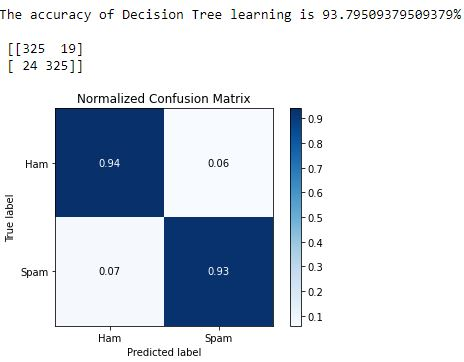 The accuracy of Decision Tree learning is 93.79509379509379%
[[325 19]
[ 24 325]]
Normalized Confusion Matrix
0.9
Ham 0.94 0.06
0.8
0.7
0.6
True label
0.5
0.4
Spam 0.07 0.93
0.3
0.2
0.1
Ham Spam
Predicted label